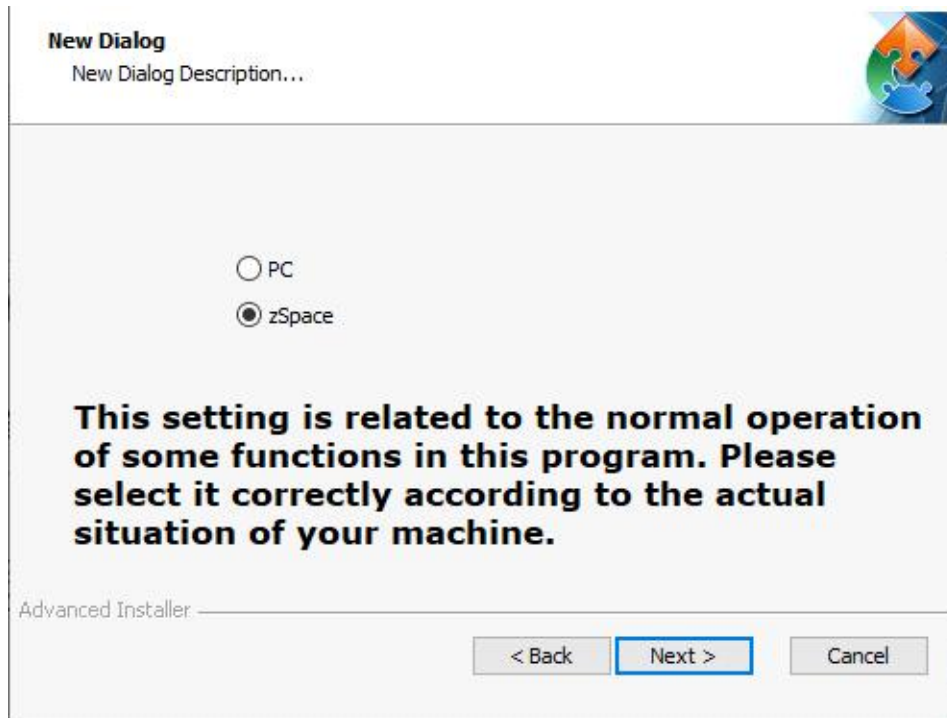 New Dialog
New Dialog Description...
PC
zSpace
This setting is related to the normal operation
of some functions in this program. Please
select it correctly according to the actual
situation of your machine.
Advanced Installer
< Back Next > Cancel